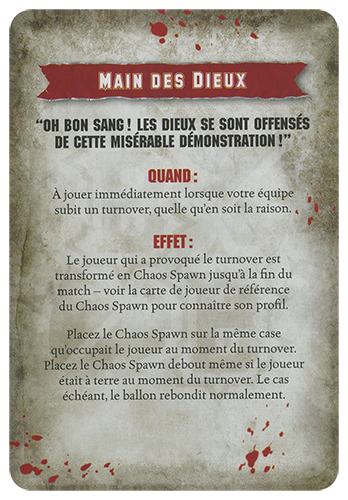 MAIN DES DIEUX
“OH BON SANG ! LES DIEUX SE SONT OFFENSÉS
DE CETTE MISÉRABLE DÉMONSTRATION !”
QUAND :
À jouer immédiatement lorsque votre équipe
subit un turnover, quelle qu’en soit la raison.
EFFET :
Le joueur qui a provoqué le turnover est
transformé en Chaos Spawn jusqu’à la fin du
match – voir la carte de joueur de référence
du Chaos Spawn pour connaître son profil.
Placez le Chaos Spawn sur la même case
qu’occupait le joueur au moment du turnover.
Placez le Chaos Spawn debout même si le joueur
était à terre au moment du turnover. Le cas
échéant, le ballon rebondit normalement.